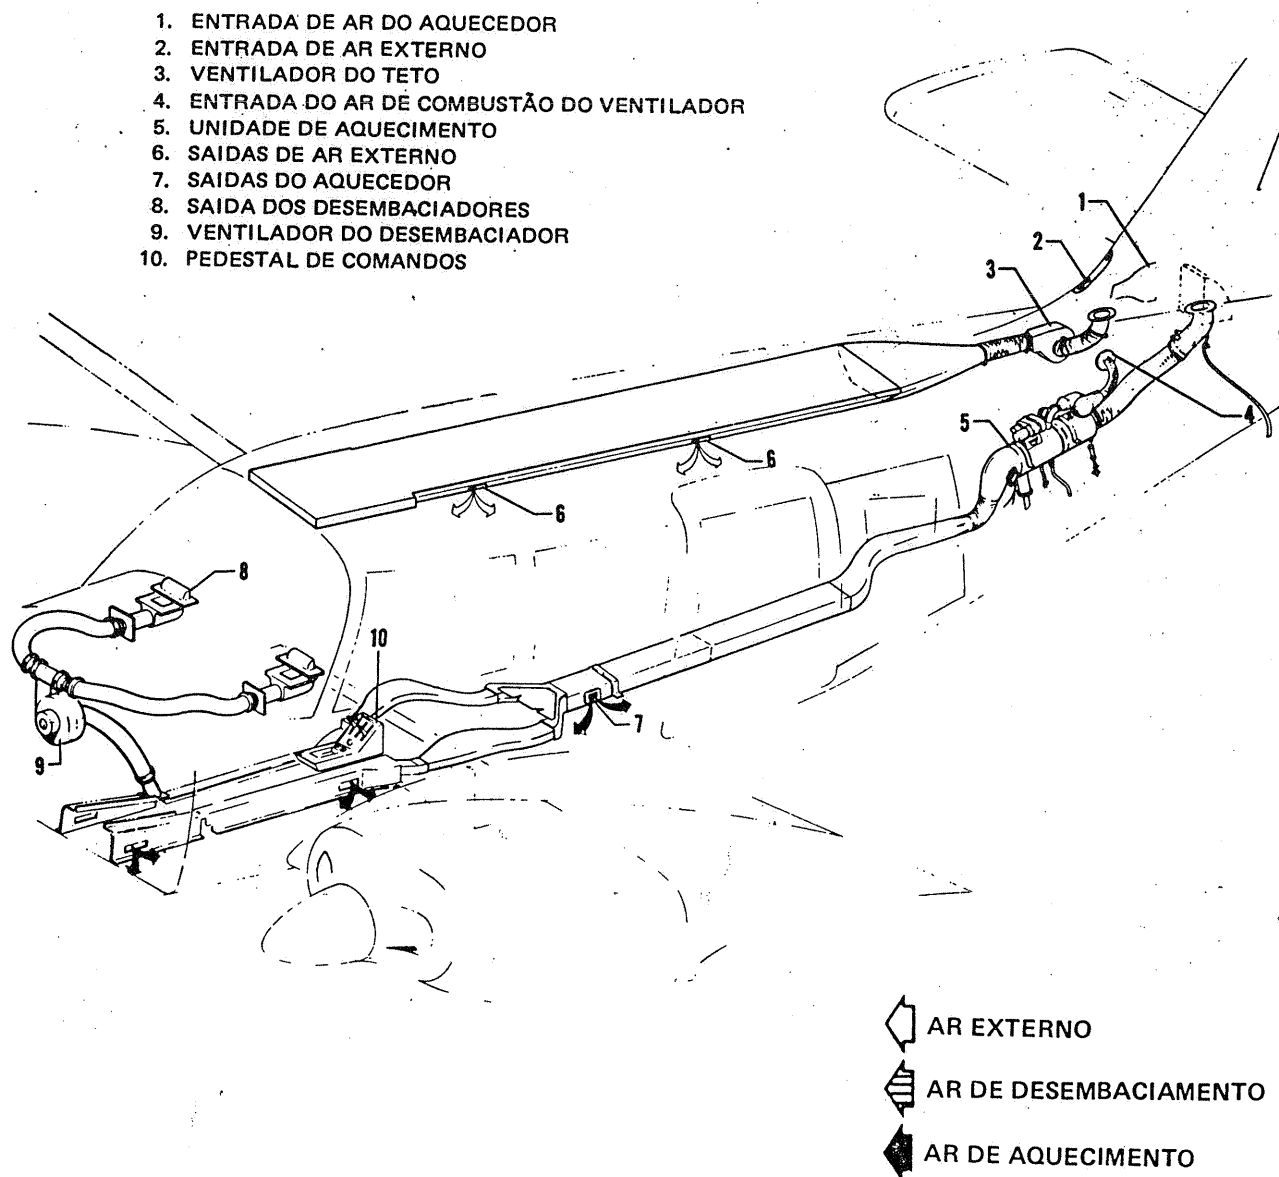 1. ENTRADA DE AR DO AQUECEDOR
2. ENTRADA DE AR EXTERNO
3. VENTILADOR DO TETO
4. ENTRADA DO AR DE COMBUSTÃO DO VENTILADOR
5. UNIDADE DE AQUECIMENTO
6. SAIDAS DE AR EXTERNO
7. SAIDAS DO AQUECEDOR
8. SAIDA DOS DESEMBACIADORES
9. VENTILADOR DO DESEMBACIADOR
10. PEDESTAL DE COMANDOS
1
2
3
4
5
6
6
8
10
7
9
AR EXTERNO
AR DE DESEMBACIAMENTO
AR DE AQUECIMENTO